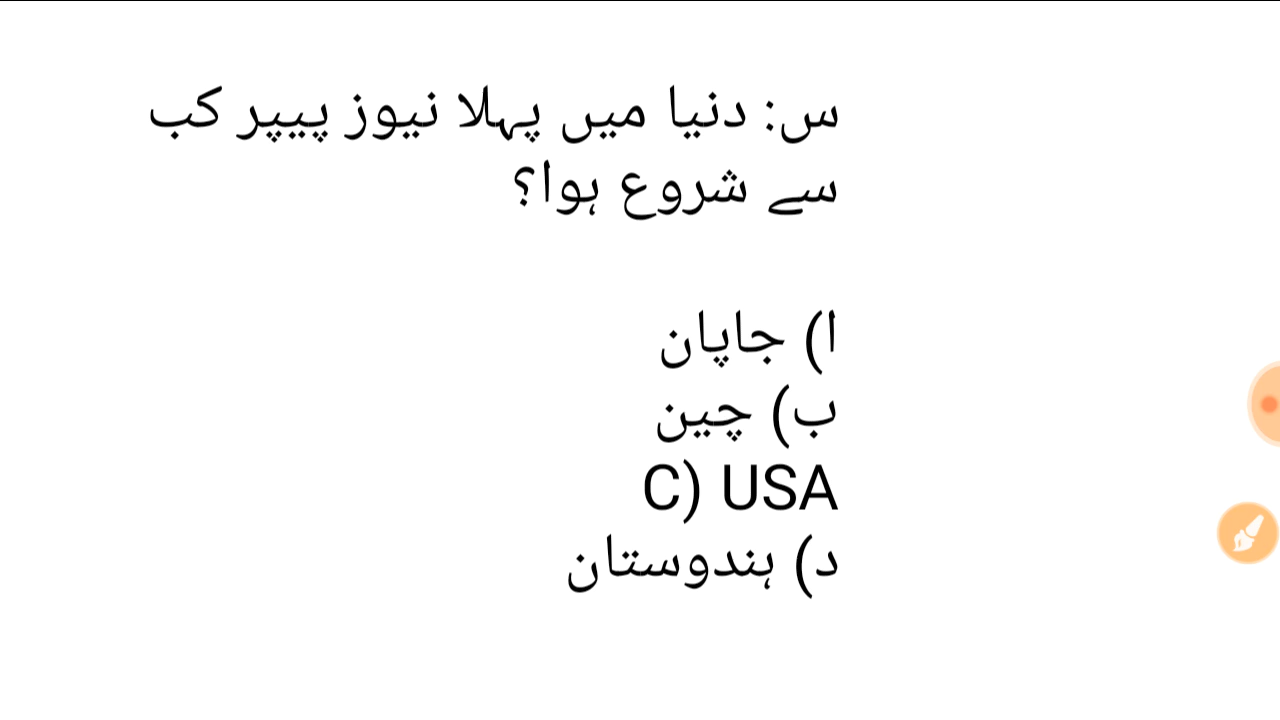 س: دنیا میں پہلا نیوز پیپر کب
سے شروع ہوا؟
ا) جاپان
ب) چین
C) USA
د) ہندوستان